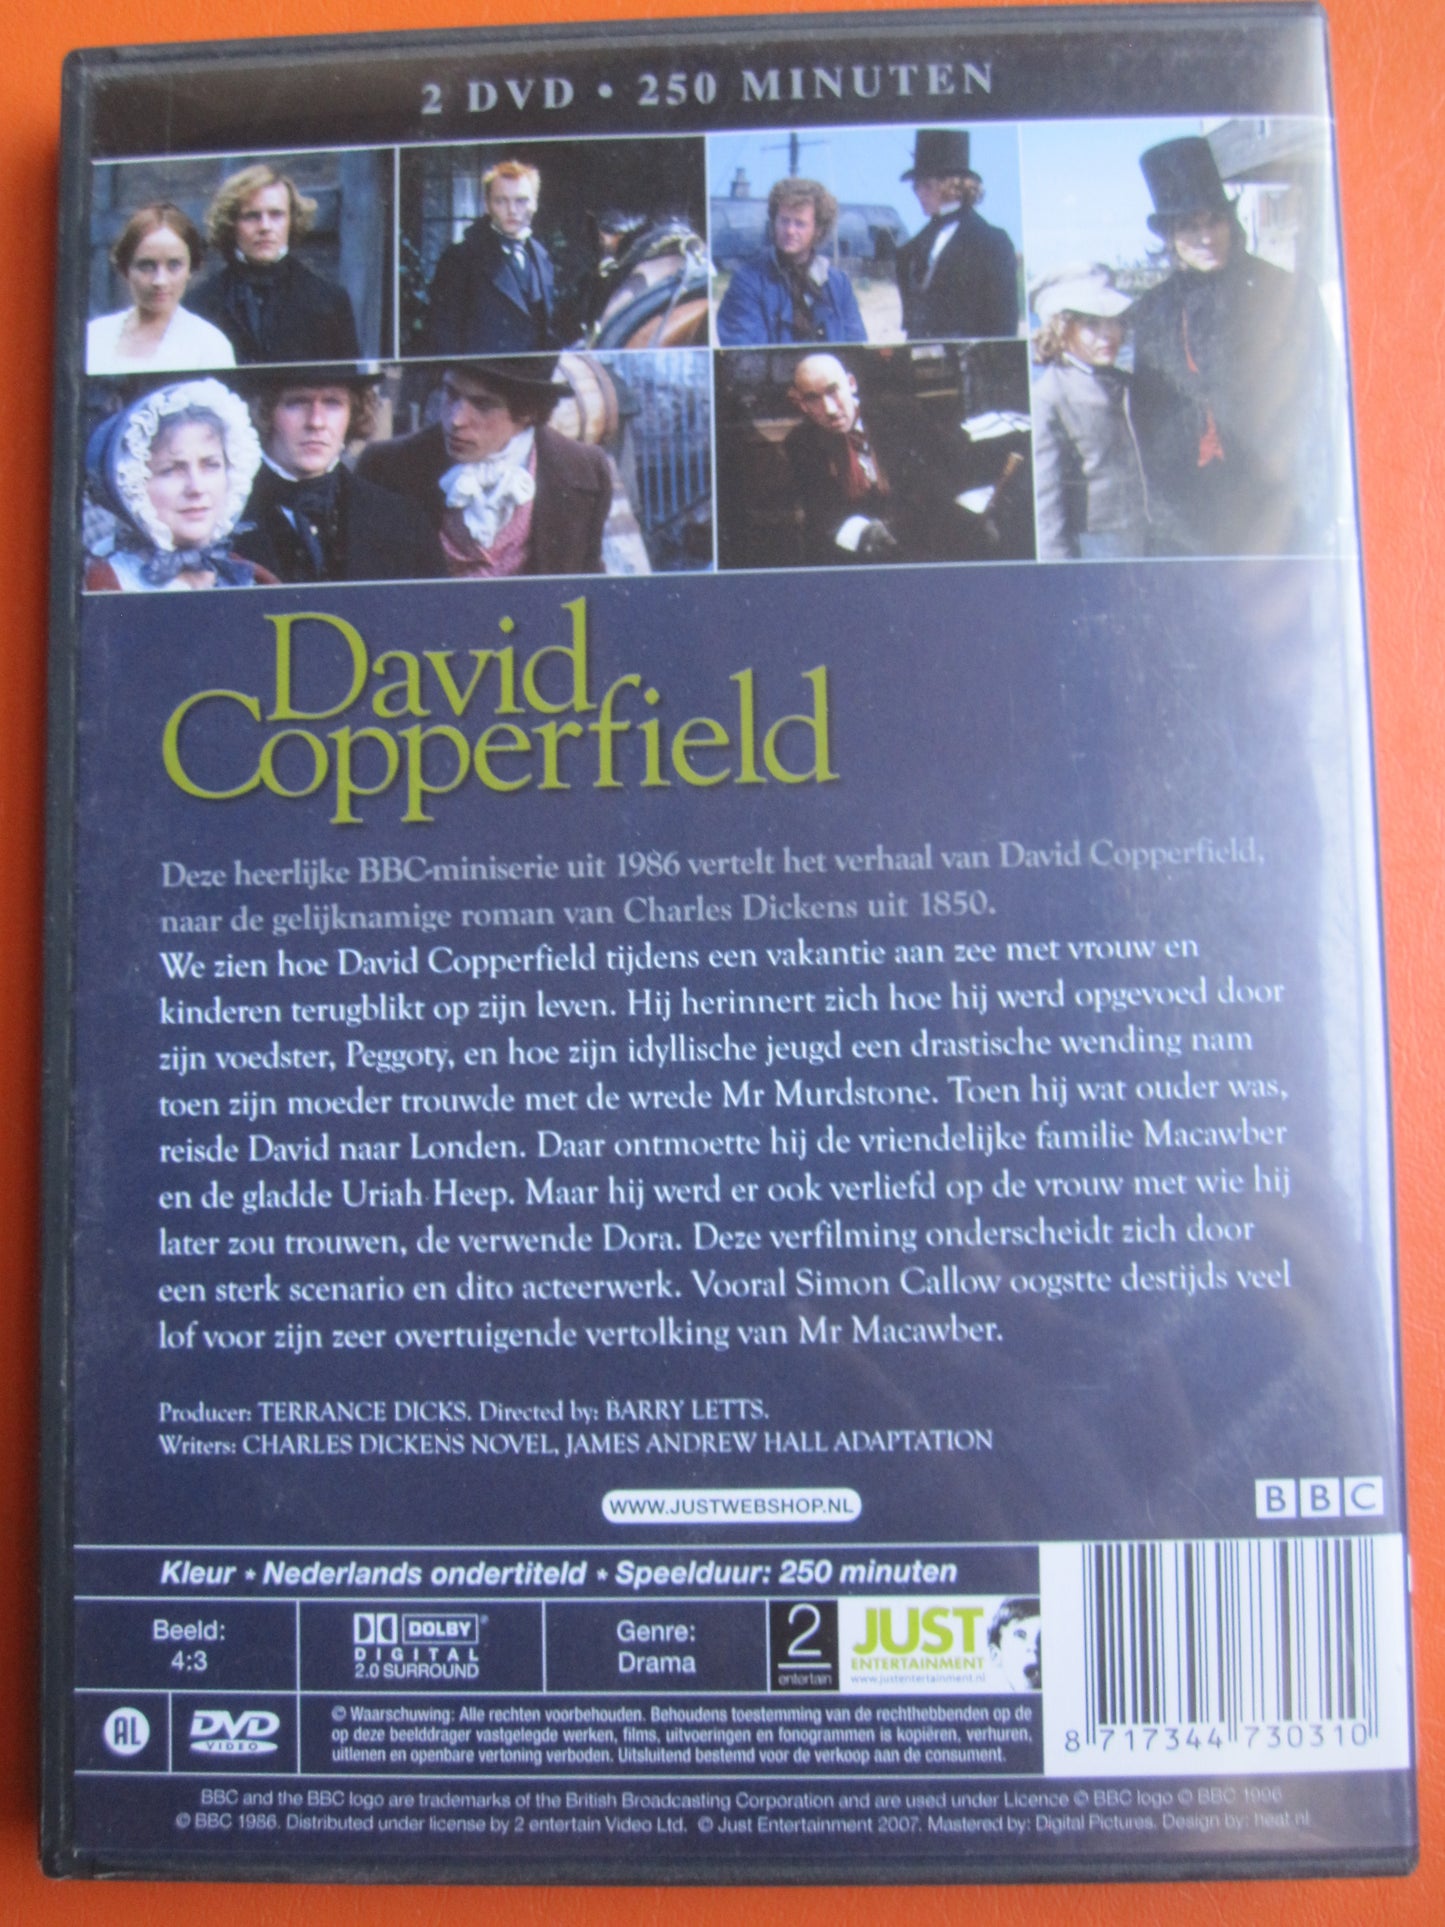 2 DVD • 250 MINUTEN
David
Copperfield
Deze heerlijke BBC-miniserie uit 1986 vertelt het verhaal van David Copperfield,
naar de gelijknamige roman van Charles Dickens uit 1850.
We zien hoe David Copperfield tijdens een vakantie aan zee met vrouw en
kinderen terugblikt op zijn leven. Hij herinnert zich hoe hij werd opgevoed door
zijn voedster, Peggoty, en hoe zijn idyllische jeugd een drastische wending nam
toen zijn moeder trouwde met de wrede Mr Murdstone. Toen hij wat ouder was,
reisde David naar Londen. Daar ontmoette hij de vriendelijke familie Macawber
en de gladde Uriah Heep. Maar hij werd er ook verliefd op de vrouw met wie hij
later zou trouwen, de verwende Dora. Deze verfilming onderscheidt zich door
een sterk scenario en dito acteerwerk. Vooral Simon Callow oogstte destijds veel
lof voor zijn zeer overtuigende vertolking van Mr Macawber.
Producer: TERRANCE DICKS. Directed by: BARRY LETTS.
Writers: CHARLES DICKENS NOVEL, JAMES ANDREW HALL ADAPTATION
WWW.JUSTWEBSHOP.NL
BBC
Kleur * Nederlands ondertiteld * Speelduur: 250 minuten
Beeld:
4:3
DOLBY®
DIGITAL
2.0 SURROUND
Genre:
Drama
2
entertain
JUST
ENTERTAINMENT
www.justentertainment.nl
AL
DVD
VIDEO
© Waarschuwing: Alle rechten voorbehouden. Behoudens toestemming van de rechthebbenden op de
op deze beelddrager vastgelegde werken, films, uitvoeringen en fonogrammen is kopiëren, verhuren,
uitlenen en openbare vertoning verboden. Uitsluitend bestemd voor de verkoop aan de consument.
8 717344 730310
BBC and the BBC logo are trademarks of the British Broadcasting Corporation and are used under Licence © BBC logo © BBC 1996
© BBC 1986. Distributed under license by 2 entertain Video Ltd. © Just Entertainment 2007. Mastered by: Digital Pictures. Design by: heat.nl